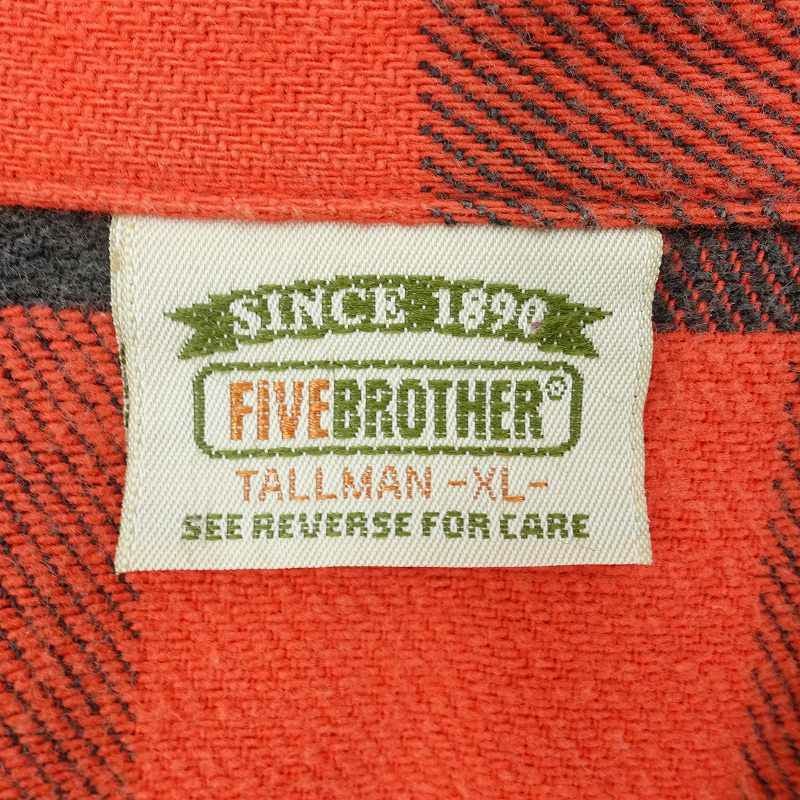 SINCE 1890
FIVEBROTHER®
TALLMAN -XL-
SEE REVERSE FOR CARE